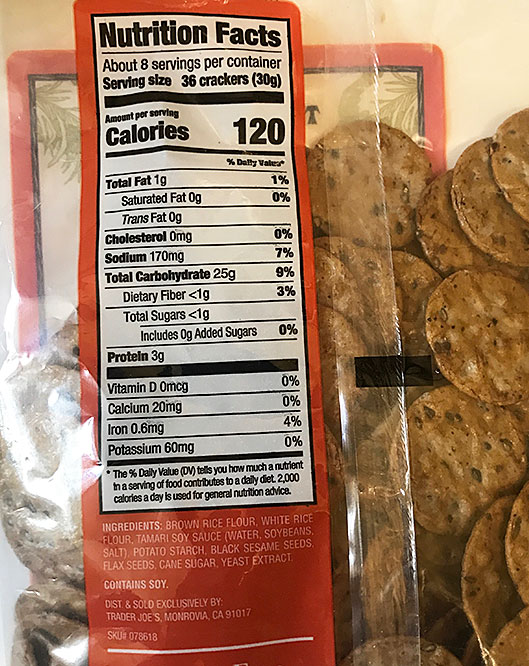 Nutrition Facts
About 8 servings per container
Serving size 36 crackers (30g)
Amount per serving
Calories 120
% Daily Value*
Total Fat 1g 1%
Saturated Fat 0g 0%
Trans Fat 0g
Cholesterol 0mg 0%
Sodium 170mg 7%
Total Carbohydrate 25g 9%
Dietary Fiber <1g 3%
Total Sugars <1g
Includes 0g Added Sugars 0%
Protein 3g
Vitamin D 0mcg 0%
Calcium 20mg 0%
Iron 0.6mg 4%
Potassium 60mg 0%
* The % Daily Value (DV) tells you how much a nutrient
in a serving of food contributes to a daily diet. 2,000
calories a day is used for general nutrition advice.
INGREDIENTS: BROWN RICE FLOUR, WHITE RICE
FLOUR, TAMARI SOY SAUCE (WATER, SOYBEANS,
SALT), POTATO STARCH, BLACK SESAME SEEDS,
FLAX SEEDS, CANE SUGAR, YEAST EXTRACT.
CONTAINS SOY.
DIST. & SOLD EXCLUSIVELY BY:
TRADER JOE'S, MONROVIA, CA 91017
SKU# 078618